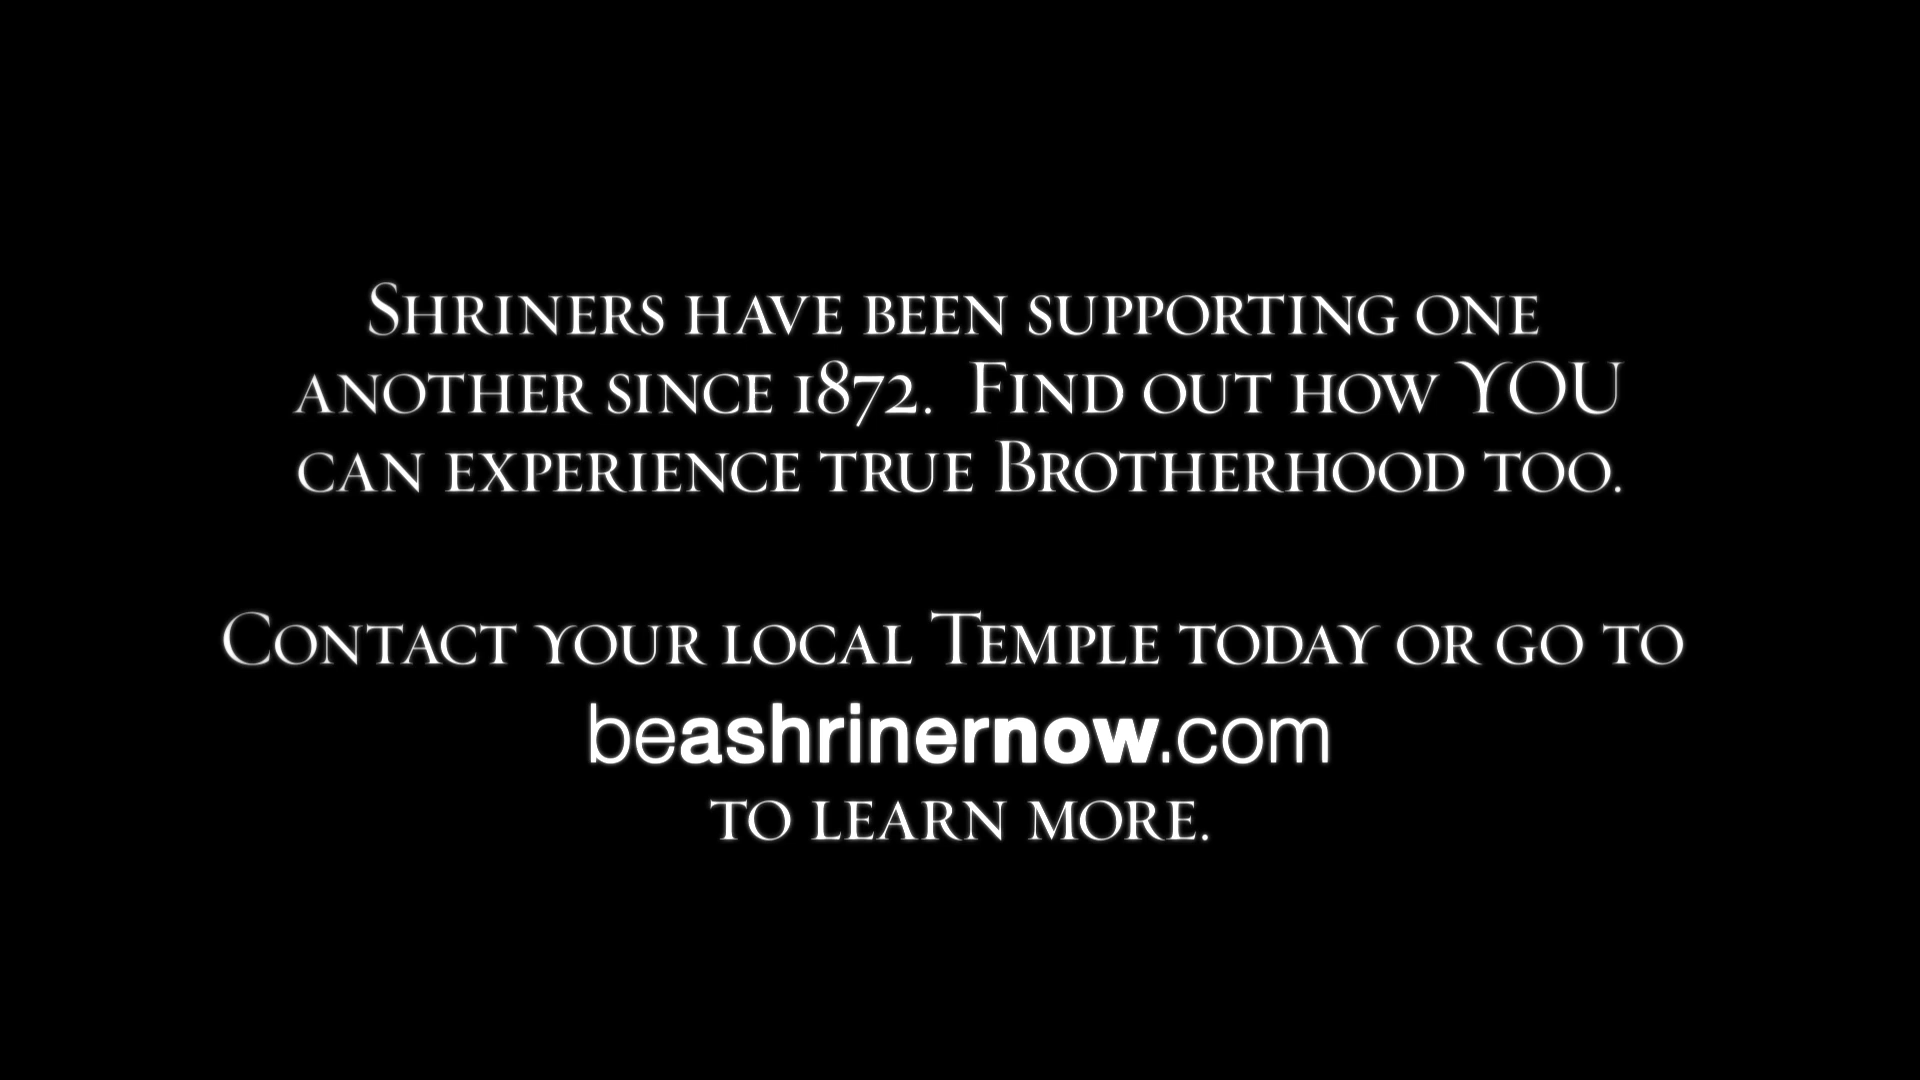 Shriners have been supporting one
another since 1872. Find out how YOU
can experience true Brotherhood too.
Contact your local Temple today or go to
beashrinernow.com
to learn more.